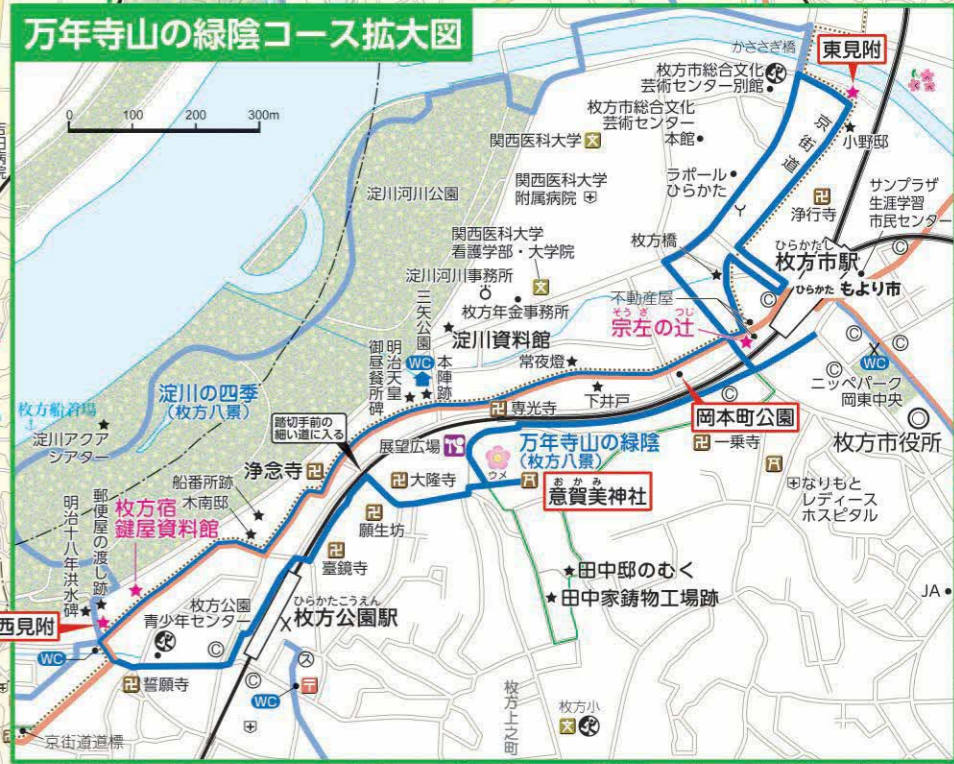 万年寺山の緑陰コース拡大図
0 100 200 300m
かささぎ橋
東見附
枚方市総合文化
芸術センター別館
枚方市総合文化
芸術センター
本館
京街道
小野邸
関西医科大学
文
ラポール
ひらかた
サンプラザ
生涯学習
市民センター
淀川河川公園
関西医科大学
附属病院
浄行寺
関西医科大学
看護学部・大学院
文
枚方橋
ひらかたし
枚方市駅
ひらかた もより市
淀川河川事務所
枚方年金事務所
不動産屋
そうざ つじ
宗左の辻
三矢公園
WC
本陣跡
明治天皇
御昼餐所碑
淀川資料館
常夜燈
下井戸
C
C
C
C
C
WC
ニッペパーク
岡東中央
枚方市役所
淀川の四季
(枚方八景)
枚方船着場
淀川アクア
シアター
踏切手前の
細い道に入る
専光寺
岡本町公園
展望広場
万年寺山の緑陰
(枚方八景)
ウメ
一乗寺
おかみ
意賀美神社
浄念寺
大隆寺
船番所跡
木南邸
願生坊
なりもと
レディース
ホスピタル
枚方宿
鍵屋資料館
郵便屋の渡し跡
明治十八年洪水碑
臺鏡寺
田中邸のむく
田中家鋳物工場跡
JA
西見附
枚方公園
青少年センター
ひらかたこうえん
枚方公園駅
C
C
ス
WC
WC
誓願寺
枚方上之町
枚方小
文
京街道道標